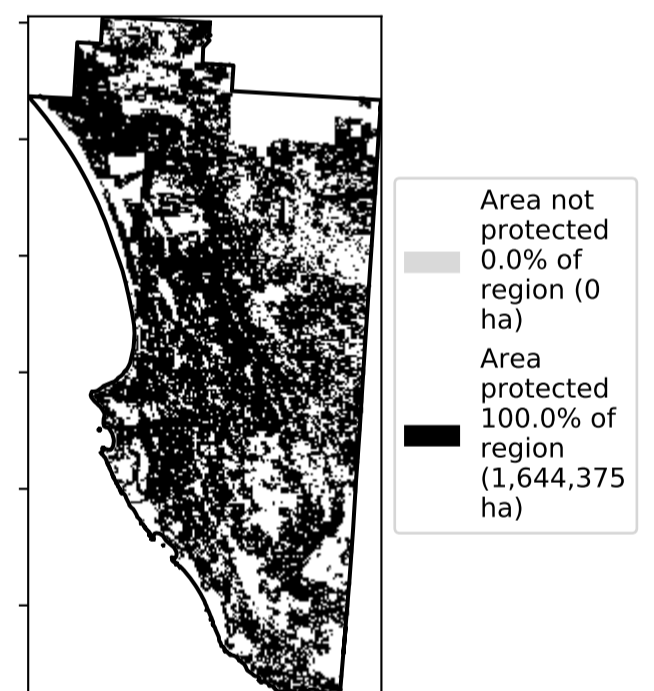 Area not
protected
0.0% of
region (0
ha)
Area
protected
100.0% of
region
(1,644,375
ha)